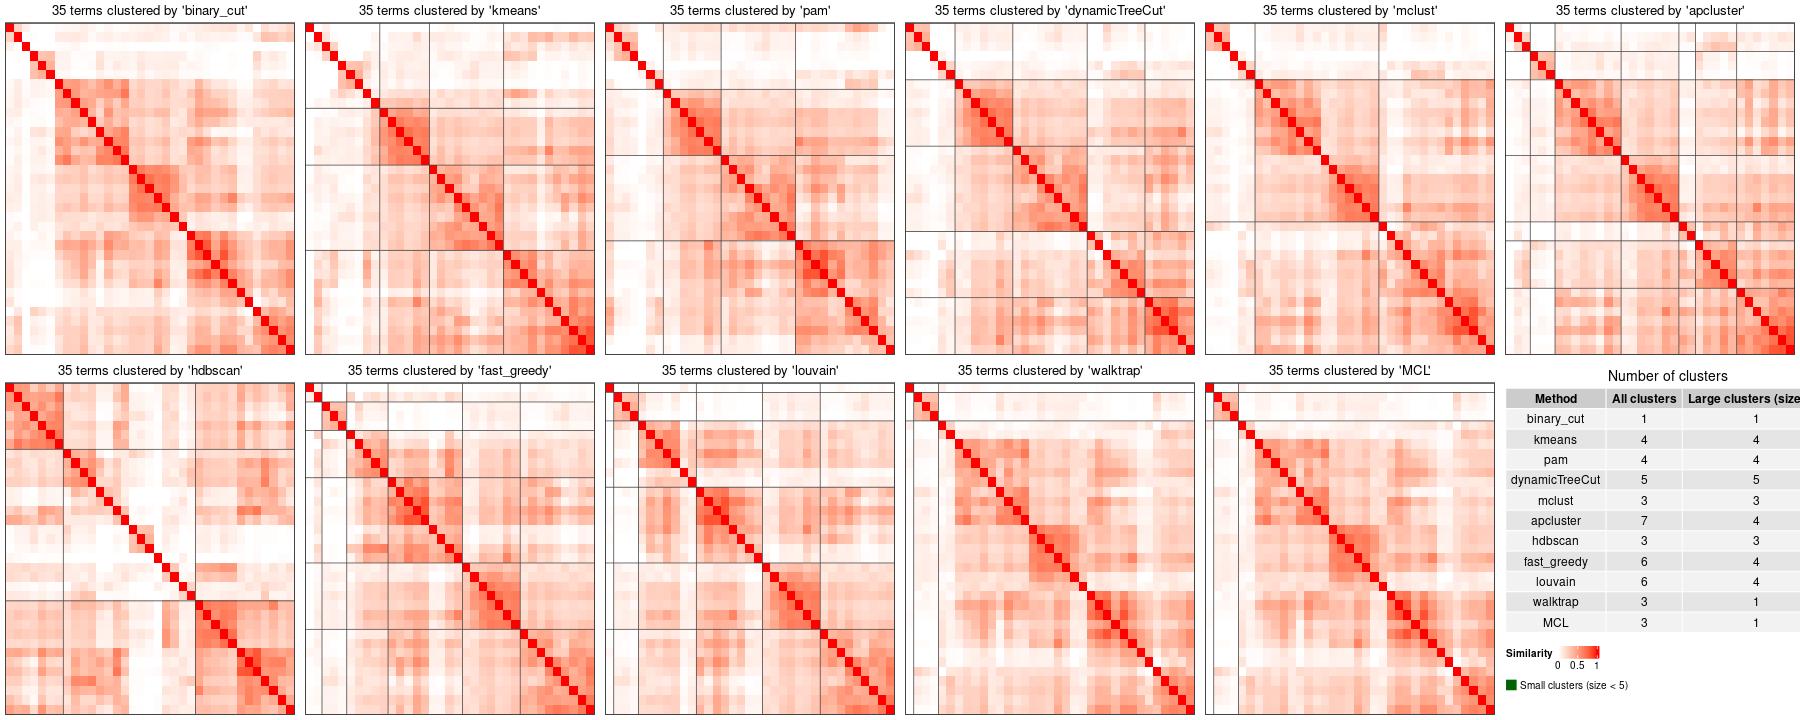 35 terms clustered by 'binary_cut'
35 terms clustered by 'kmeans'
35 terms clustered by 'pam'
35 terms clustered by 'dynamicTreeCut'
35 terms clustered by 'mclust'
35 terms clustered by 'apcluster'
35 terms clustered by 'hdbscan'
35 terms clustered by 'fast_greedy'
35 terms clustered by 'louvain'
35 terms clustered by 'walktrap'
35 terms clustered by 'MCL'
Number of clusters
Method All clusters Large clusters (size
binary_cut 1 1
kmeans 4 4
pam 4 4
dynamicTreeCut 5 5
mclust 3 3
apcluster 7 4
hdbscan 3 3
fast_greedy 6 4
louvain 6 4
walktrap 3 1
MCL 3 1
Similarity
0 0.5 1
Small clusters (size < 5)